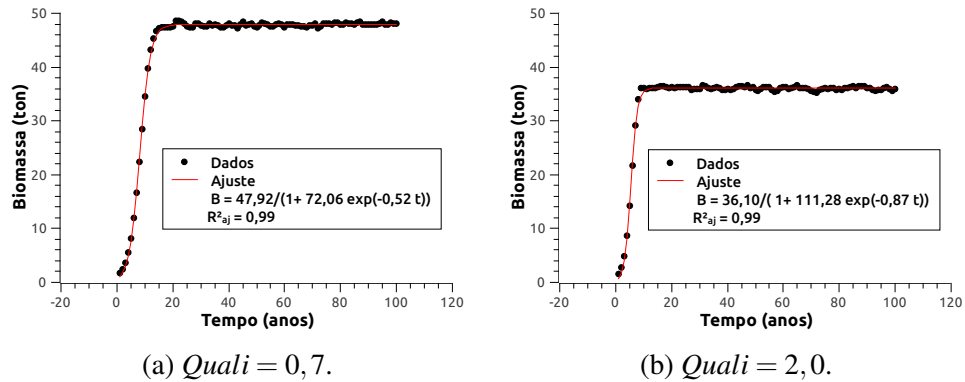 50
40
30
20
10
0
Biomassa (ton)
Dados
Ajuste
B = 47,92/(1+ 72,06 exp(-0,52 t))
R²aj = 0,99
-20 0 20 40 60 80 100 120
Tempo (anos)
(a) Quali = 0,7.
50
40
30
20
10
0
Biomassa (ton)
Dados
Ajuste
B = 36,10/( 1+ 111,28 exp(-0,87 t))
R²aj = 0,99
-20 0 20 40 60 80 100 120
Tempo (anos)
(b) Quali = 2,0.